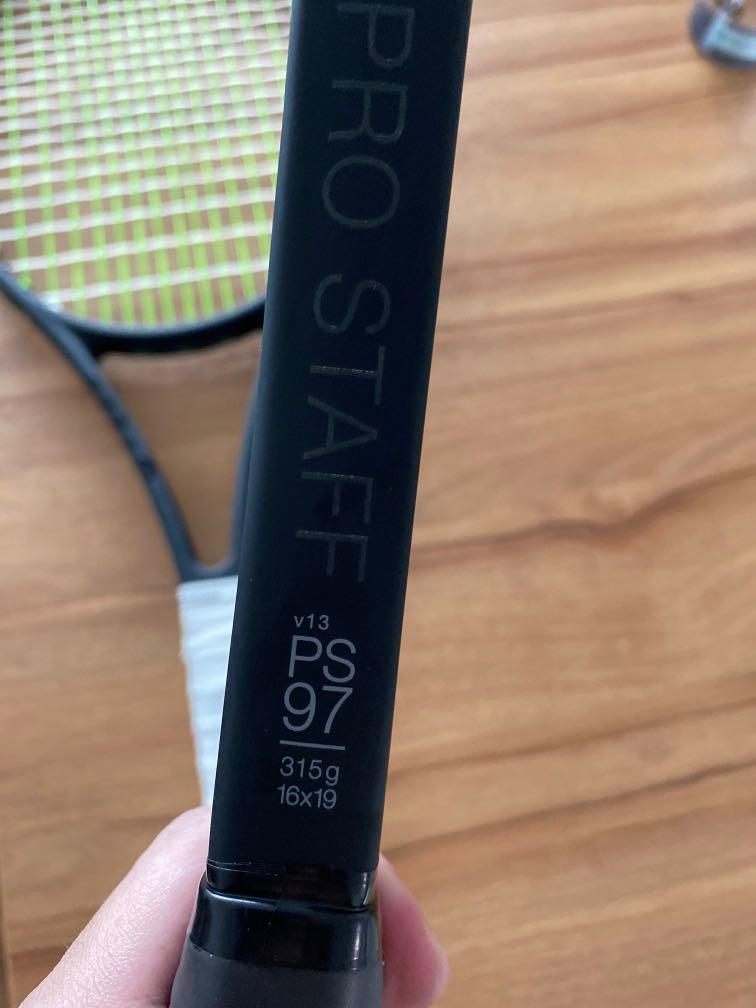 PRO STAFF
v13
PS
97
315g
16x19